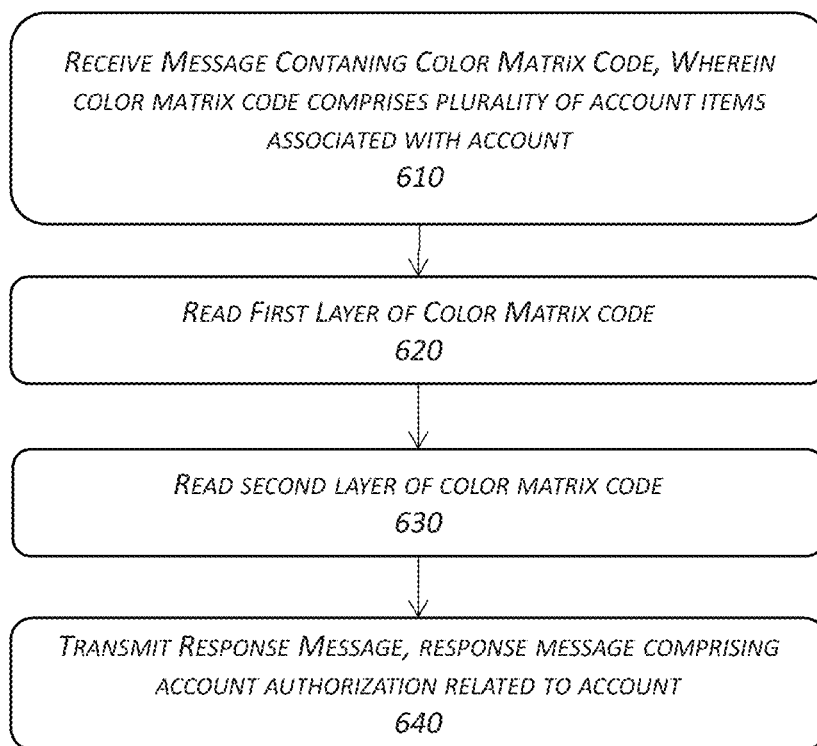 RECEIVE MESSAGE CONTANING COLOR MATRIX CODE, WHEREIN
COLOR MATRIX CODE COMPRISES PLURALITY OF ACCOUNT ITEMS
ASSOCIATED WITH ACCOUNT
610
READ FIRST LAYER OF COLOR MATRIX CODE
620
READ SECOND LAYER OF COLOR MATRIX CODE
630
TRANSMIT RESPONSE MESSAGE, RESPONSE MESSAGE COMPRISING
ACCOUNT AUTHORIZATION RELATED TO ACCOUNT
640